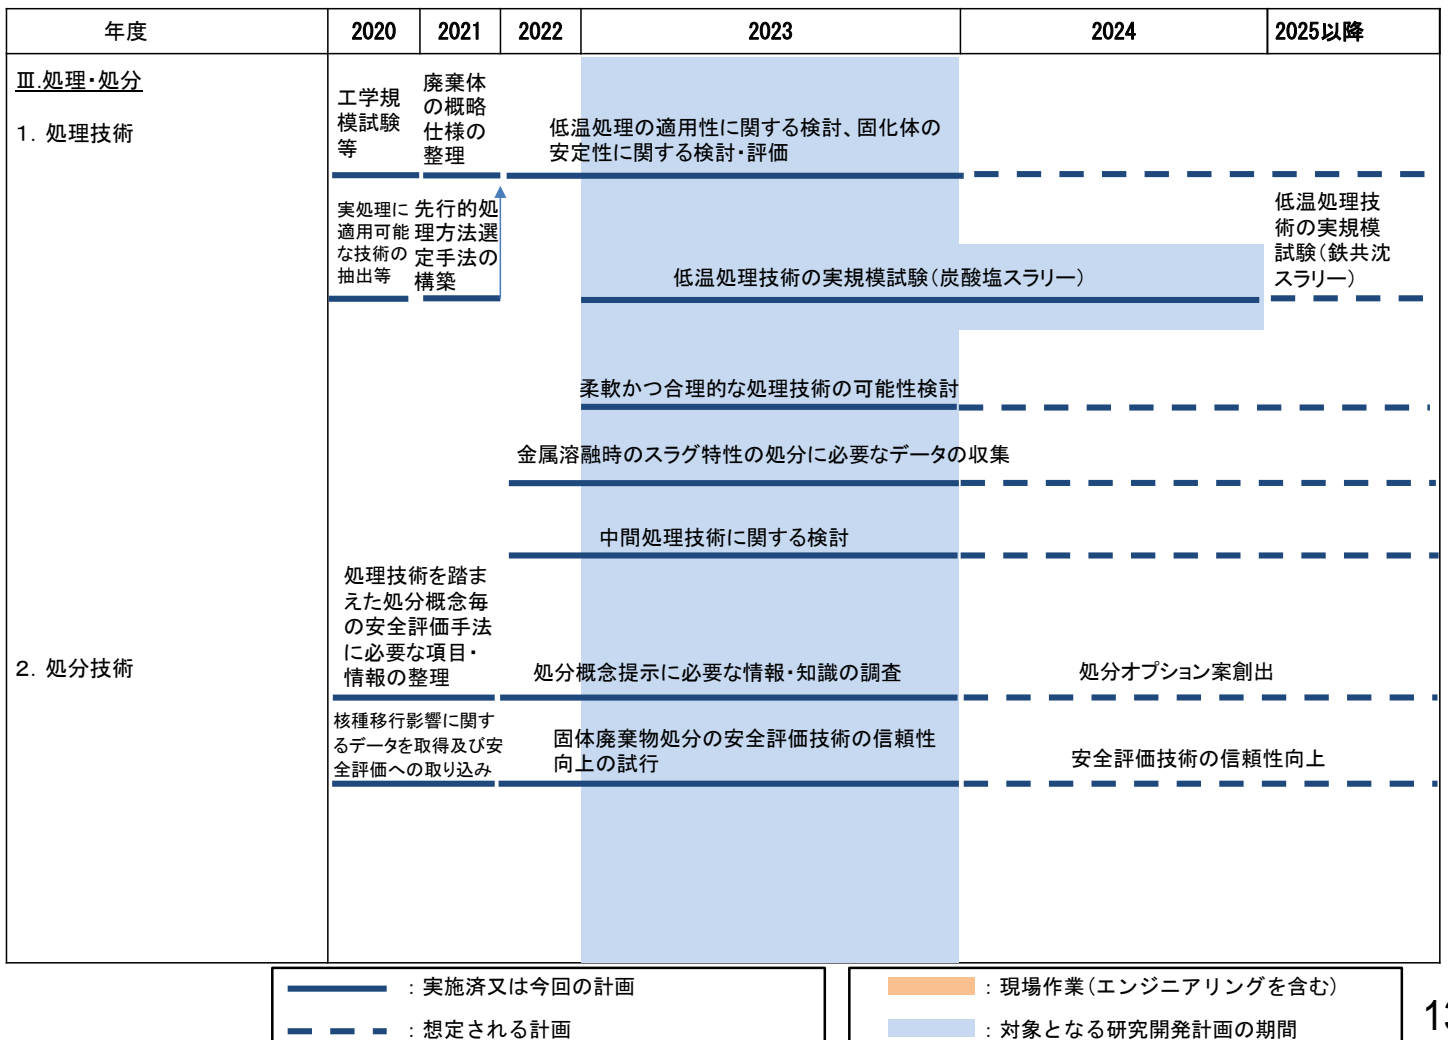 年度
2020
2021
2022
2023
2024
2025以降
Ⅲ.処理・処分
1. 処理技術
工学規
模試験
等
廃棄体
の概略
仕様の
整理
低温処理の適用性に関する検討、固化体の
安定性に関する検討・評価
実処理に
適用可能
な技術の
抽出等
先行的処
理方法選
定手法の
構築
低温処理技術の実規模試験(炭酸塩スラリー)
低温処理技
術の実規模
試験(鉄共沈
スラリー)
柔軟かつ合理的な処理技術の可能性検討
金属溶融時のスラグ特性の処分に必要なデータの収集
中間処理技術に関する検討
2. 処分技術
処理技術を踏ま
えた処分概念毎
の安全評価手法
に必要な項目・
情報の整理
処分概念提示に必要な情報・知識の調査
処分オプション案創出
核種移行影響に関す
るデータを取得及び安
全評価への取り込み
固体廃棄物処分の安全評価技術の信頼性
向上の試行
安全評価技術の信頼性向上
:実施済又は今回の計画
:想定される計画
:現場作業(エンジニアリングを含む)
:対象となる研究開発計画の期間